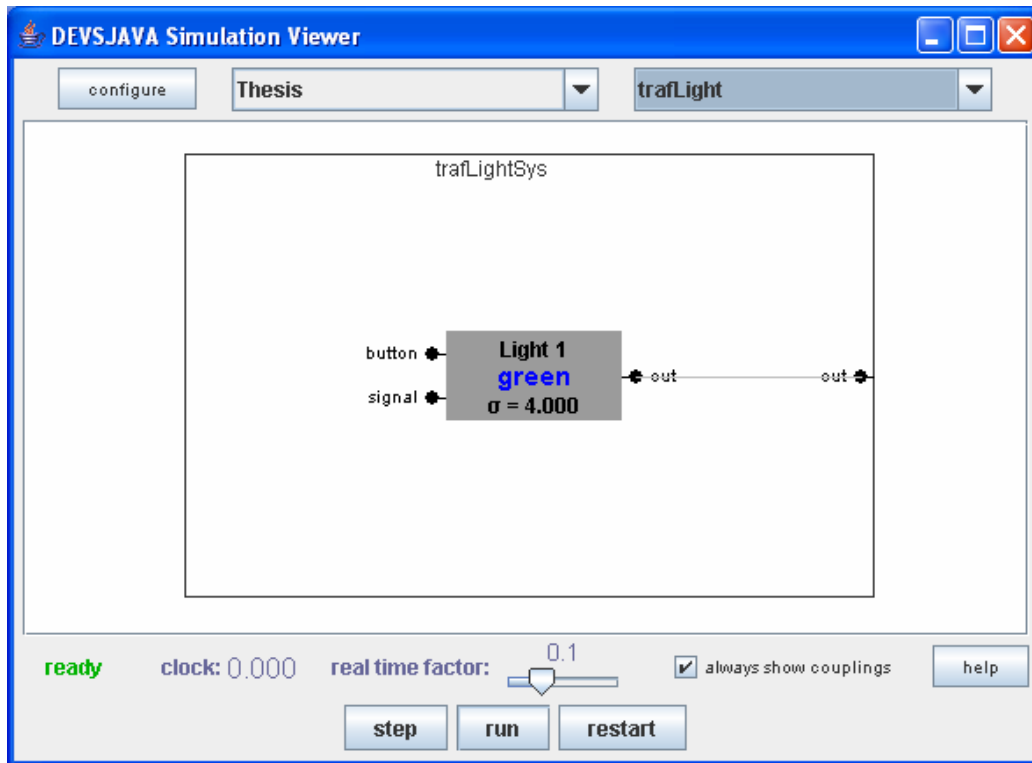 DEVSJAVA Simulation Viewer
configure Thesis trafLight
trafLightSys
button
signal
Light 1
green
σ = 4.000
out
out
ready clock: 0.000 real time factor: 0.1 always show couplings help
step run restart